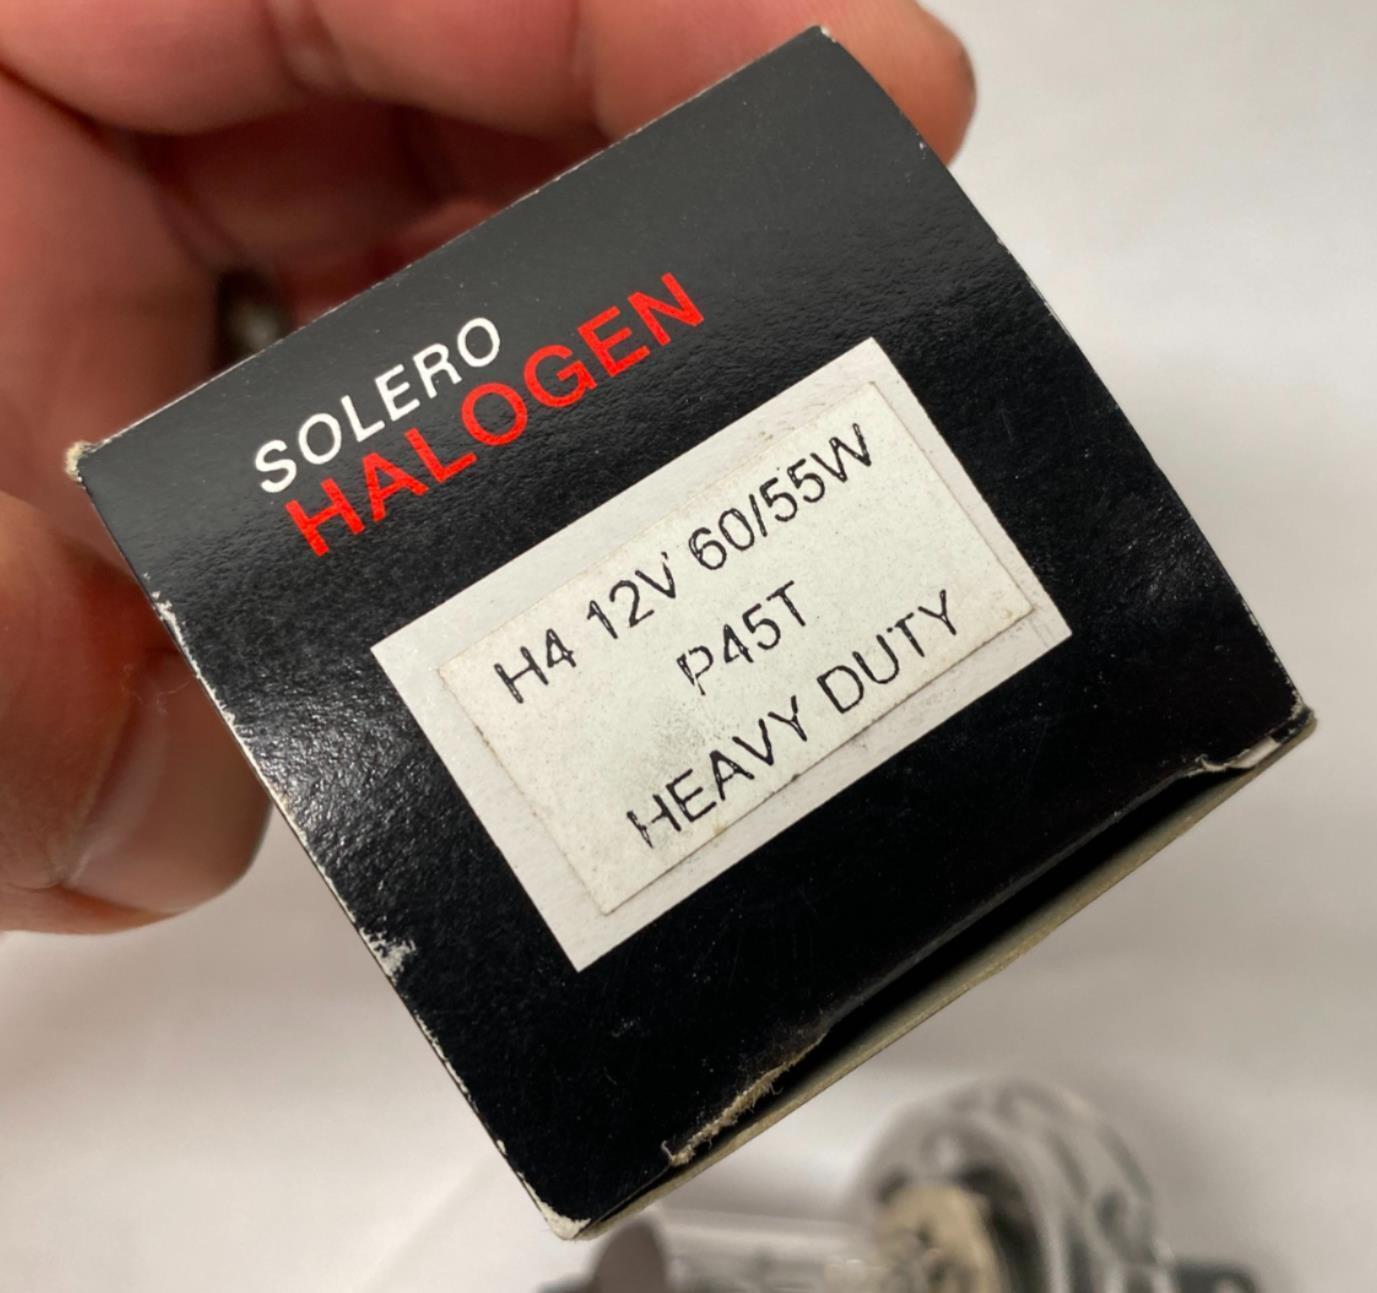 SOLERO
HALOGEN
H4 12V 60/55W
P45T
HEAVY DUTY